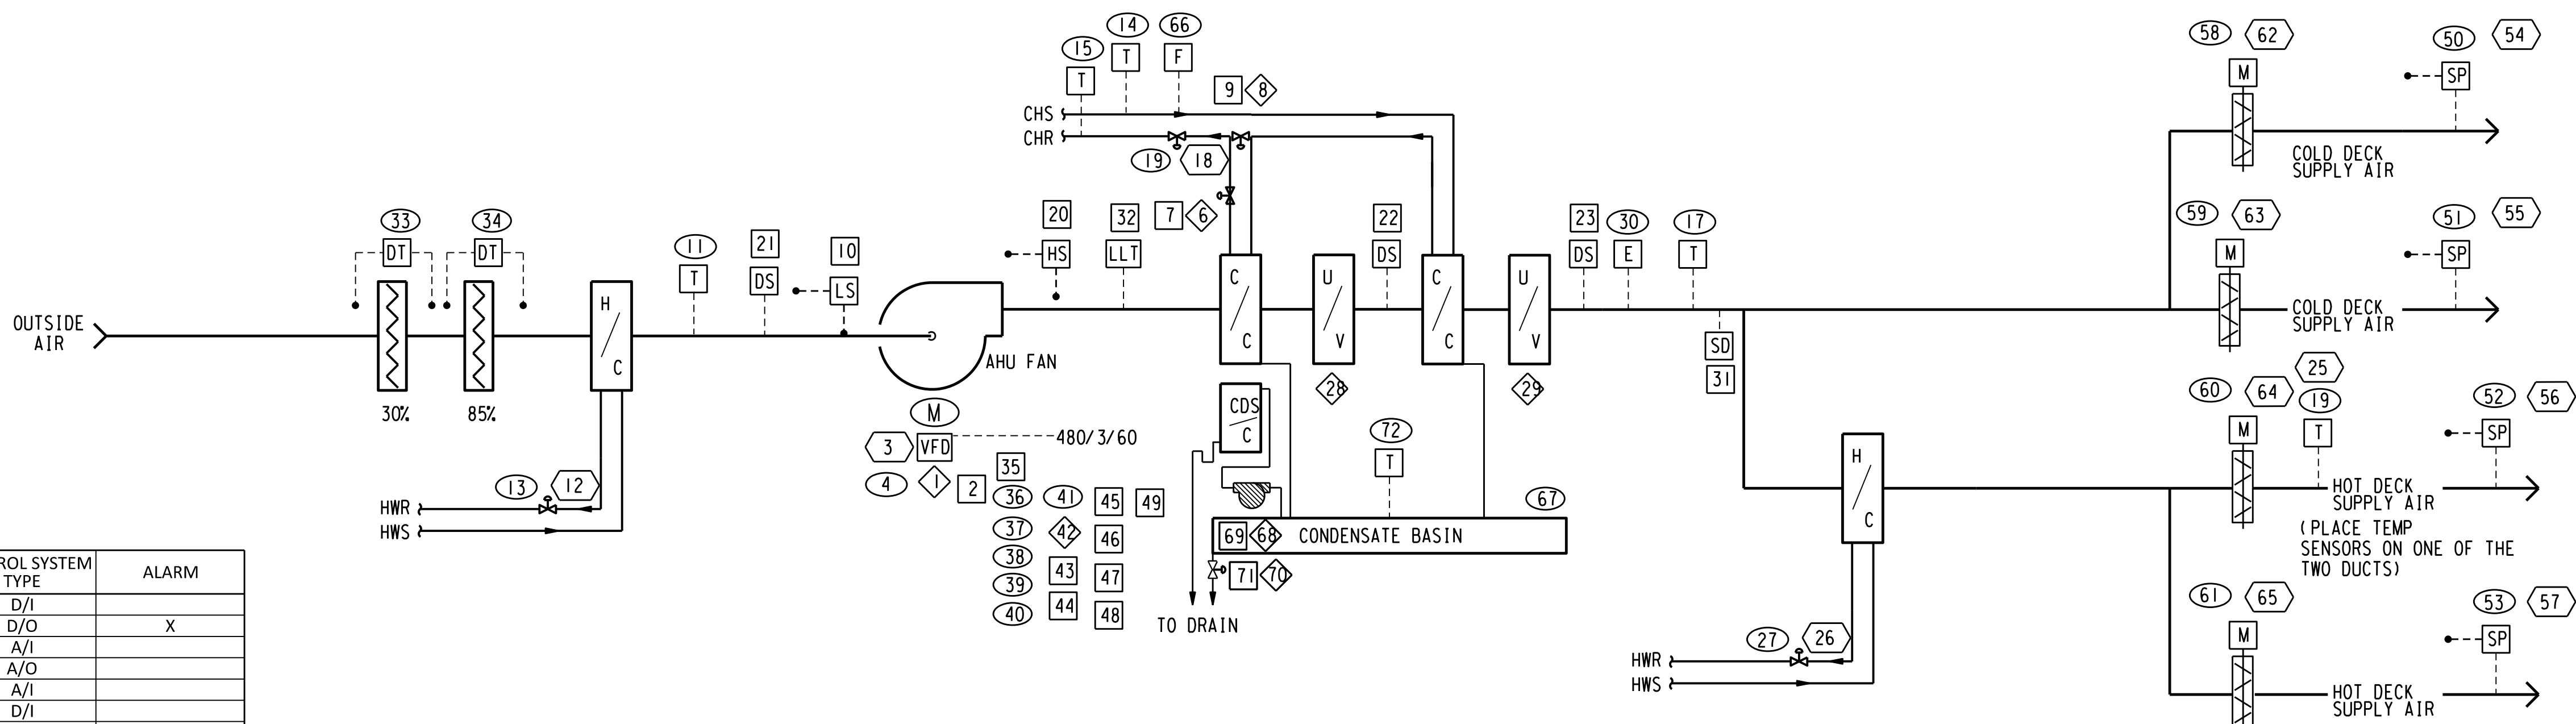 14 66
58 62 50 54
15 T F
T
M SP
9 8
CHS
CHR
19 18
COLD DECK
SUPPLY AIR
33 34
20 32 7 6 22 23 30 17
59 63 51 55
11 21 10
DT DT
HS LLT DS DS E T
M SP
T DS LS
C
C
U
V
C
C
U
V
H
C
OUTSIDE
AIR
COLD DECK
SUPPLY AIR
SD
31
AHU FAN
28 29
25
60 64 19 52 56
30% 85%
M
CDS
C
72
T
M T SP
3 VFD 480/3/60
4 1 2
35
36 41 45 49
37 42 46
38
39 43 47
40 44 48
H
C
67
13 12
HWR
HWS
69 68 CONDENSATE BASIN
71 70
TO DRAIN
HOT DECK
SUPPLY AIR
(PLACE TEMP
SENSORS ON ONE OF THE
TWO DUCTS)
61 65 53 57
M SP
27 26
HWR
HWS
HOT DECK
SUPPLY AIR
ROL SYSTEM
TYPE
ALARM
D/I
D/O X
A/I
A/O
A/I
D/I